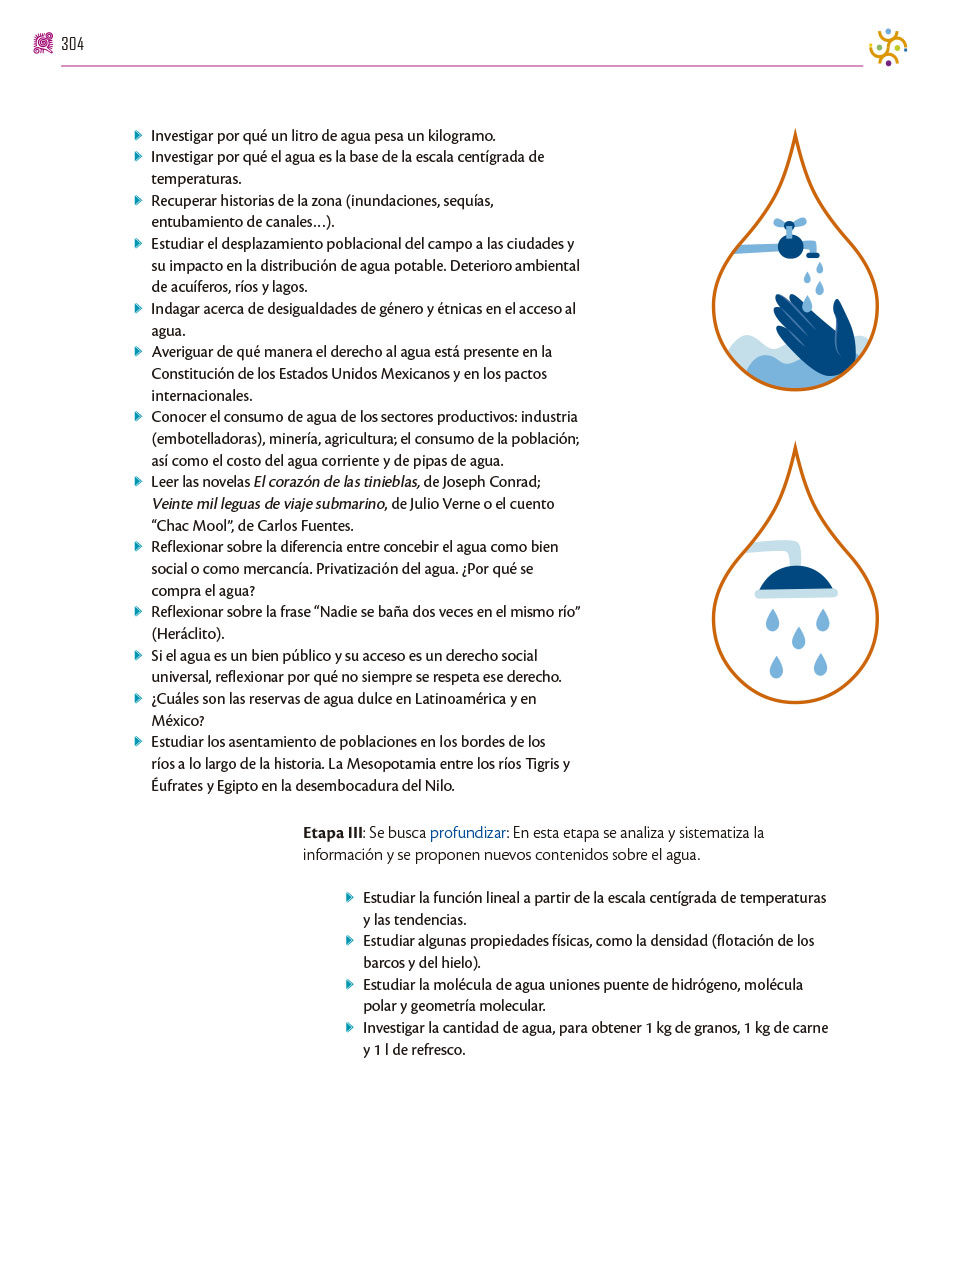 304
Investigar por qué un litro de agua pesa un kilogramo.
Investigar por qué el agua es la base de la escala centígrada de
temperaturas.
Recuperar historias de la zona (inundaciones, sequías,
entubamiento de canales…).
Estudiar el desplazamiento poblacional del campo a las ciudades y
su impacto en la distribución de agua potable. Deterioro ambiental
de acuíferos, ríos y lagos.
Indagar acerca de desigualdades de género y étnicas en el acceso al
agua.
Averiguar de qué manera el derecho al agua está presente en la
Constitución de los Estados Unidos Mexicanos y en los pactos
internacionales.
Conocer el consumo de agua de los sectores productivos: industria
(embotelladoras), minería, agricultura; el consumo de la población;
así como el costo del agua corriente y de pipas de agua.
Leer las novelas El corazón de las tinieblas, de Joseph Conrad;
Veinte mil leguas de viaje submarino, de Julio Verne o el cuento
“Chac Mool”, de Carlos Fuentes.
Reflexionar sobre la diferencia entre concebir el agua como bien
social o como mercancía. Privatización del agua. ¿Por qué se
compra el agua?
Reflexionar sobre la frase “Nadie se baña dos veces en el mismo río”
(Heráclito).
Si el agua es un bien público y su acceso es un derecho social
universal, reflexionar por qué no siempre se respeta ese derecho.
¿Cuáles son las reservas de agua dulce en Latinoamérica y en
México?
Estudiar los asentamiento de poblaciones en los bordes de los
ríos a lo largo de la historia. La Mesopotamia entre los ríos Tigris y
Éufrates y Egipto en la desembocadura del Nilo.
Etapa III: Se busca profundizar: En esta etapa se analiza y sistematiza la
información y se proponen nuevos contenidos sobre el agua.
Estudiar la función lineal a partir de la escala centígrada de temperaturas
y las tendencias.
Estudiar algunas propiedades físicas, como la densidad (flotación de los
barcos y del hielo).
Estudiar la molécula de agua uniones puente de hidrógeno, molécula
polar y geometría molecular.
Investigar la cantidad de agua, para obtener 1 kg de granos, 1 kg de carne
y 1 l de refresco.